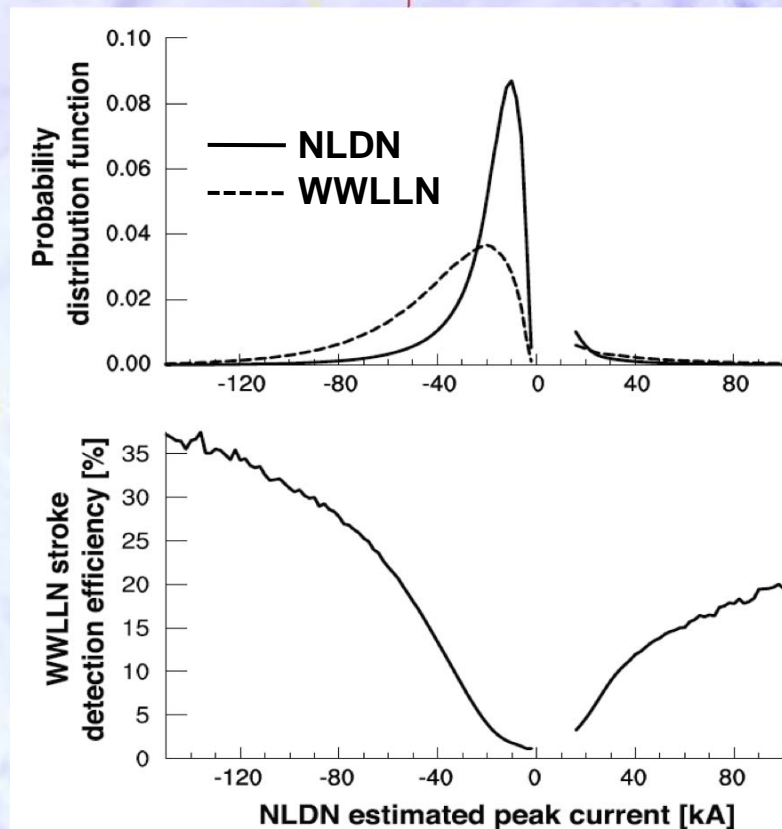 Probability
distribution function
0.10
0.08
0.06
0.04
0.02
0.00
NLDN
WWLLN
-120 -80 -40 0 40 80
WWLLN stroke
detection efficiency [%]
35
30
25
20
15
10
5
0
-120 -80 -40 0 40 80
NLDN estimated peak current [kA]